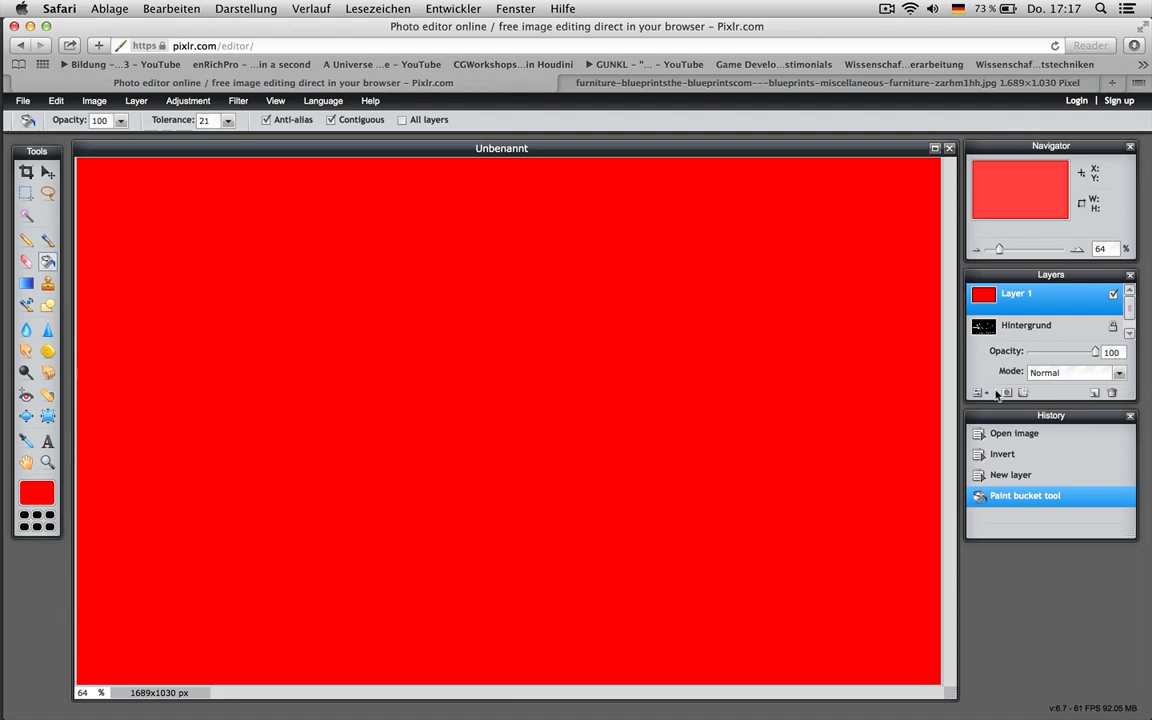 Safari Ablage Bearbeiten Darstellung Verlauf Lesezeichen Entwickler Fenster Hilfe 73 % Do. 17:17
Photo editor online / free image editing direct in your browser – Pixlr.com
https pixlr.com/editor/ Reader
Bildung -...3 – YouTube enRichPro – ...in a second A Universe ...e – YouTube CGWorkshops...n Houdini GUNKL – "... – YouTube Game Develo...stimonials Wissenschaf...erarbeitung Wissenschaf...tstechniken
Photo editor online / free image editing direct in your browser – Pixlr.com furniture-blueprintsthe-blueprintscom---blueprints-miscellaneous-furniture-zarhm1hh.jpg 1.689×1.030 Pixel
File Edit Image Layer Adjustment Filter View Language Help Login Sign up
Opacity: 100 Tolerance: 21 Anti-alias Contiguous All layers
Tools
Unbenannt
Navigator
X:
Y:
W:
H:
64 %
Layers
Layer 1
Hintergrund
Opacity: 100
Mode: Normal
History
Open image
Invert
New layer
Paint bucket tool
64 % 1689x1030 px
v:6.7 - 61 FPS 92.05 MB